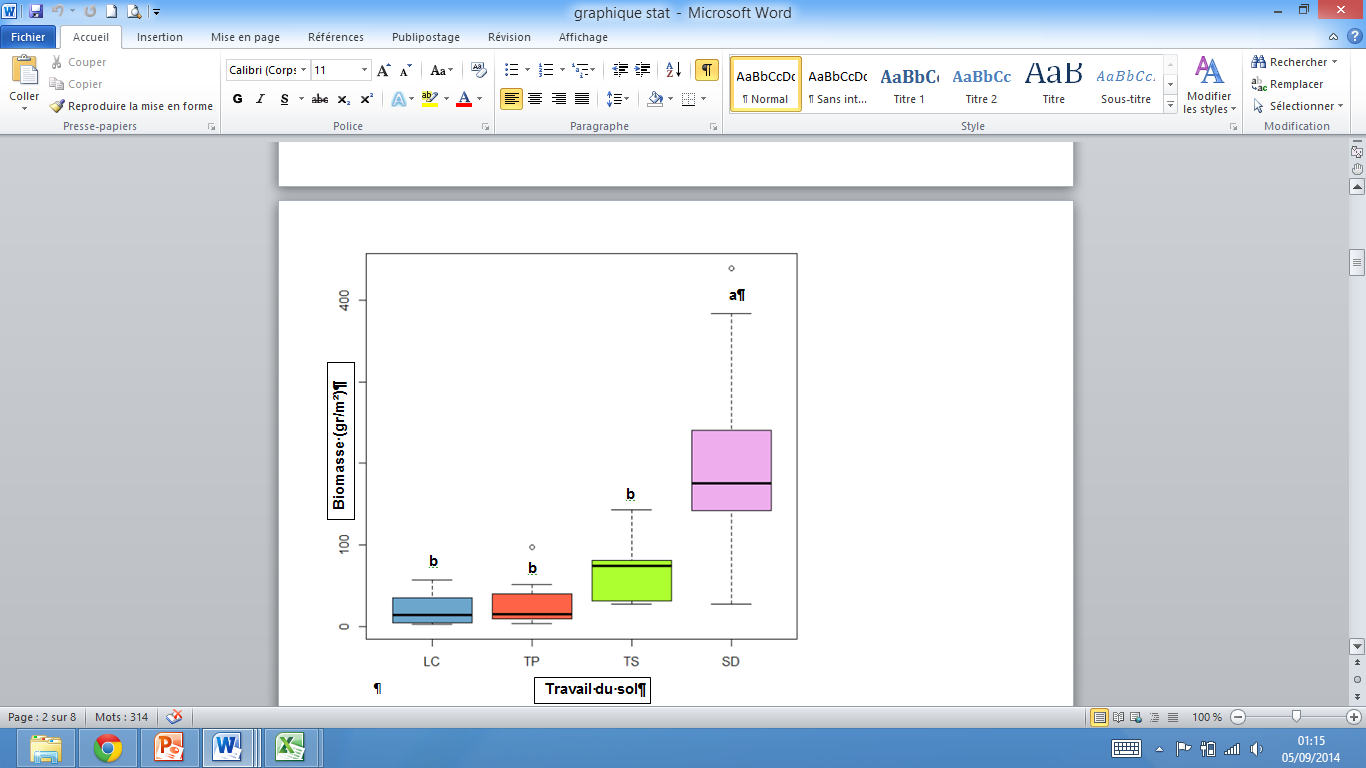 graphique stat - Microsoft Word
Fichier Accueil Insertion Mise en page Références Publipostage Révision Affichage
Coller
Couper
Copier
Reproduire la mise en forme
Presse-papiers
Calibri (Corps 11
G I S abc x₂ x² A ab A
Police
Paragraphe
AaBbCcDc AaBbCcDc AaBbC AaBbCc AaB AaBbCc.
¶ Normal ¶ Sans int... Titre 1 Titre 2 Titre Sous-titre
Style
Modifier
les styles
Rechercher
Remplacer
Sélectionner
Modification
400
a¶
Biomasse·(gr/m²)¶
b
100
b
b
0
LC TP TS SD
¶
Travail·du·sol¶
Page : 2 sur 8 Mots : 314 100 %
01:15
05/09/2014